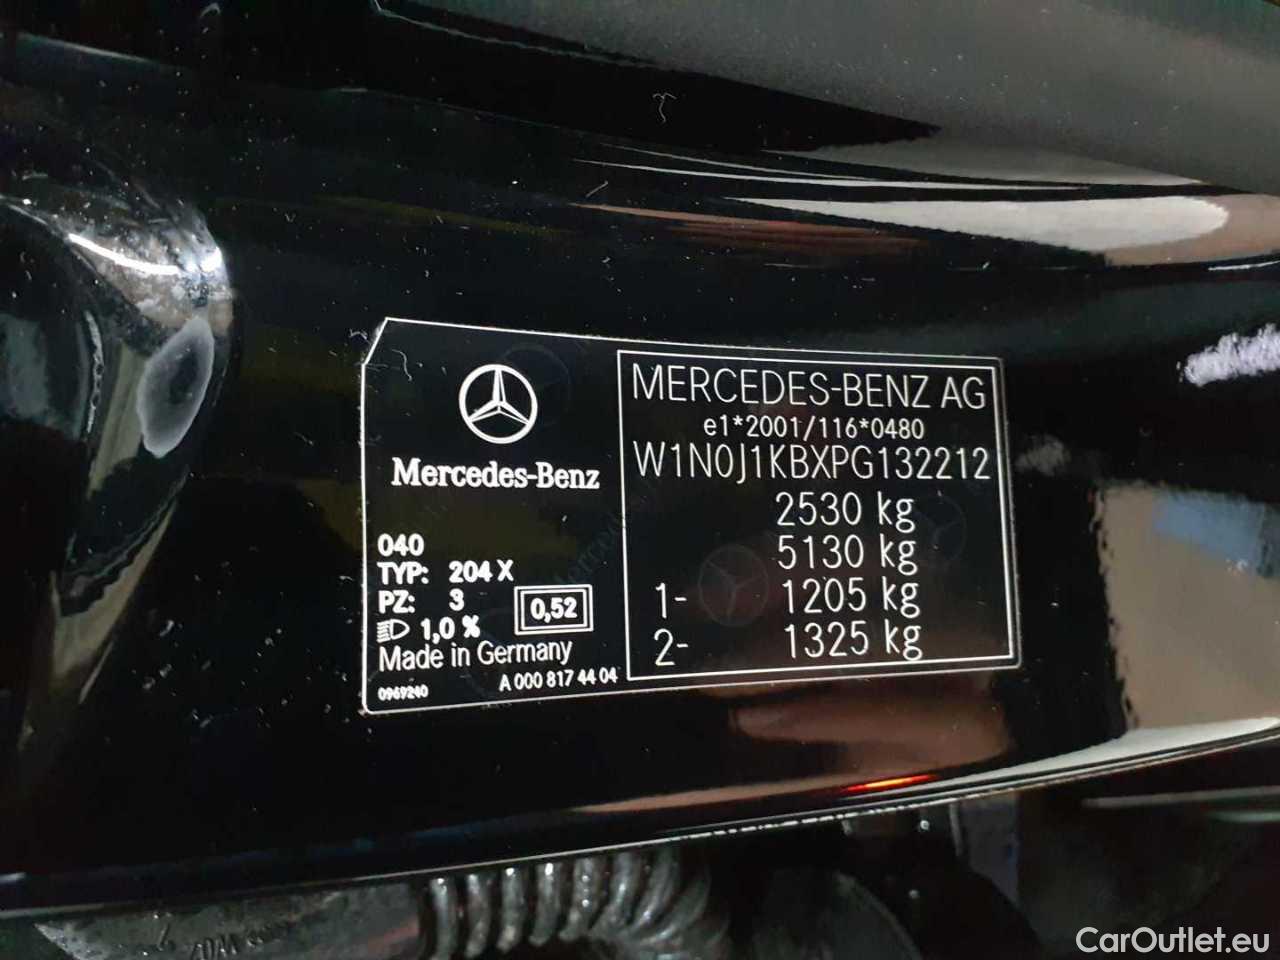 Mercedes-Benz
040
TYP: 204 X
PZ: 3
0,52
1,0 %
Made in Germany
0969240
A 000 817 44 04
MERCEDES-BENZ AG
e1*2001/116*0480
W1N0J1KBXPG132212
2530 kg
5130 kg
1- 1205 kg
2- 1325 kg
CarOutlet.eu